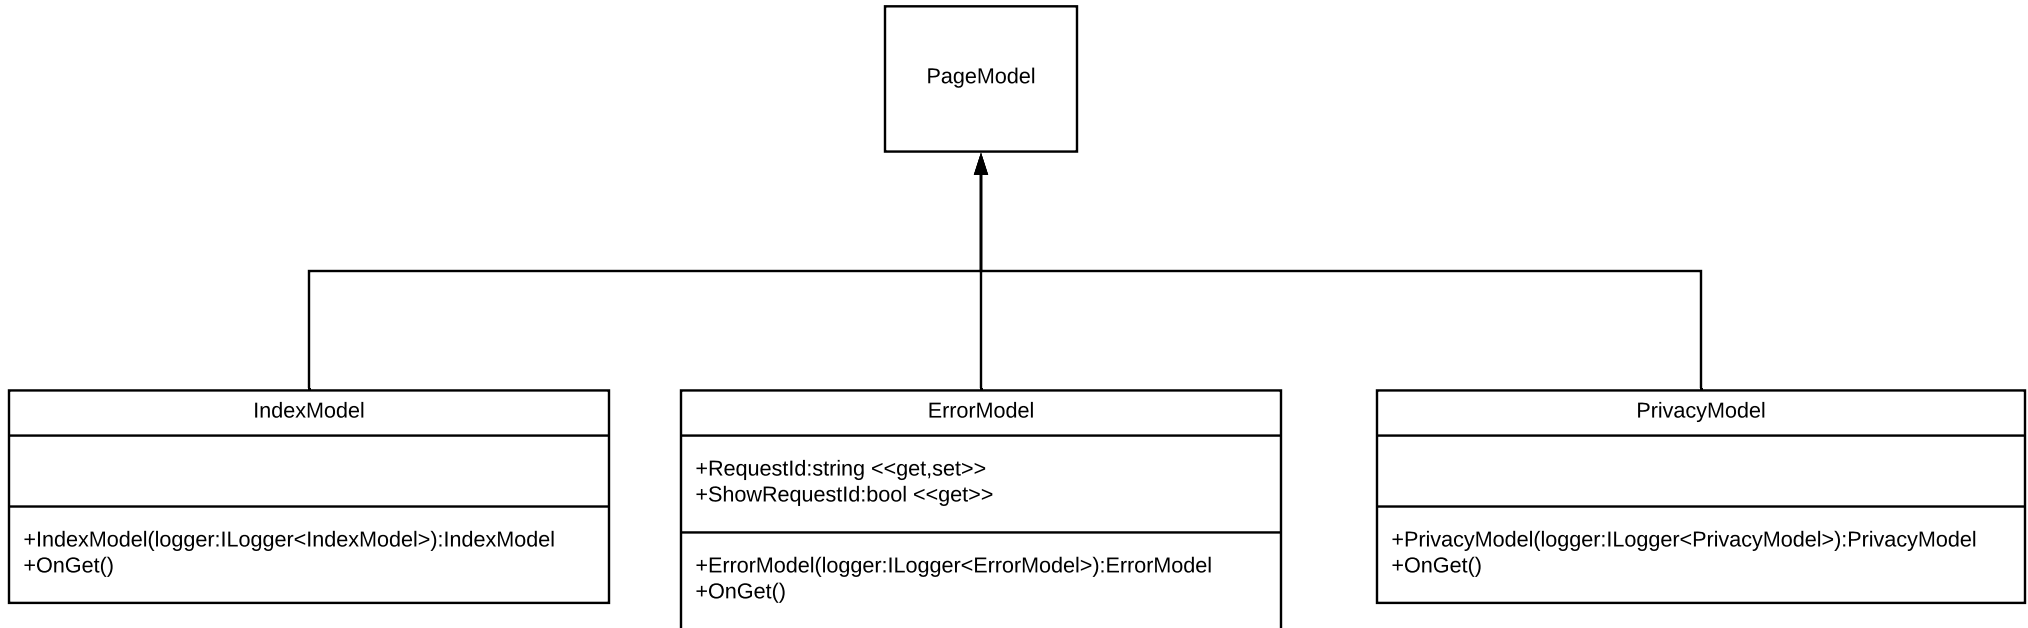 PageModel
IndexModel
+IndexModel(logger:ILogger<IndexModel>):IndexModel
+OnGet()
ErrorModel
+RequestId:string <<get,set>>
+ShowRequestId:bool <<get>>
+ErrorModel(logger:ILogger<ErrorModel>):ErrorModel
+OnGet()
PrivacyModel
+PrivacyModel(logger:ILogger<PrivacyModel>):PrivacyModel
+OnGet()